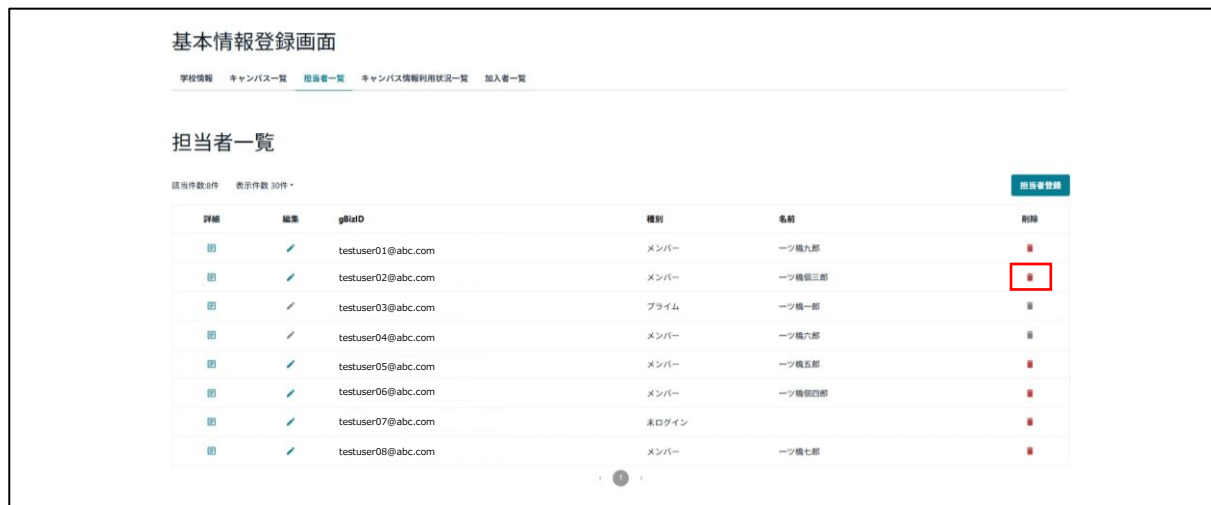 基本情報登録画面
学校情報 キャンパス一覧 担当者一覧 キャンパス情報利用状況一覧 加入者一覧
担当者一覧
該当件数:8件 表示件数 30件
担当者登録
詳細 編集 gBizID 種別 名前 削除
testuser01@abc.com メンバー 一ツ橋九郎
testuser02@abc.com メンバー 一ツ橋個三郎
testuser03@abc.com プライム 一ツ橋一郎
testuser04@abc.com メンバー 一ツ橋六郎
testuser05@abc.com メンバー 一ツ橋五郎
testuser06@abc.com メンバー 一ツ橋個四郎
testuser07@abc.com 未ログイン
testuser08@abc.com メンバー 一ツ橋七郎
1